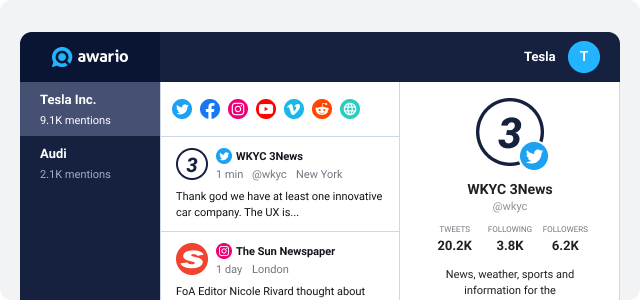 awario
Tesla
T
Tesla Inc.
9.1K mentions
Audi
2.1K mentions
3
WKYC 3News
1 min @wkyc New York
Thank god we have at least one innovative
car company. The UX is...
S
The Sun Newspaper
1 day London
FoA Editor Nicole Rivard thought about
3
WKYC 3News
@wkyc
TWEETS FOLLOWING FOLLOWERS
20.2K 3.8K 6.2K
News, weather, sports and
information for the